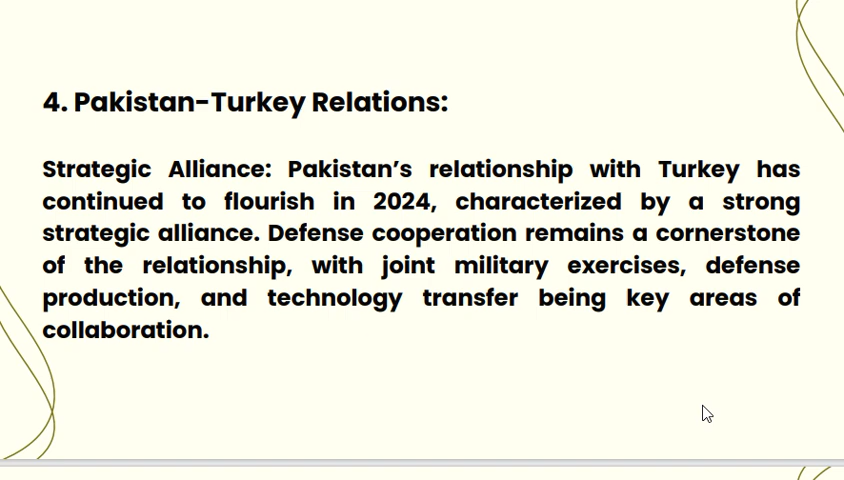 4. Pakistan-Turkey Relations:
Strategic Alliance: Pakistan’s relationship with Turkey has
continued to flourish in 2024, characterized by a strong
strategic alliance. Defense cooperation remains a cornerstone
of the relationship, with joint military exercises, defense
production, and technology transfer being key areas of
collaboration.